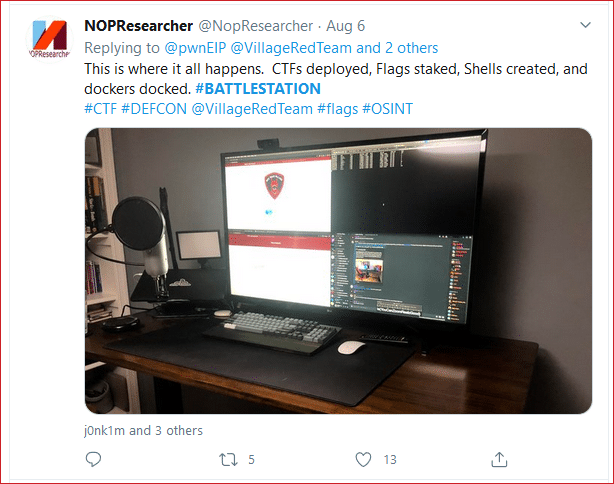 NOPResearcher @NopResearcher · Aug 6
Replying to @pwnEIP @VillageRedTeam and 2 others
This is where it all happens.  CTFs deployed, Flags staked, Shells created, and
dockers docked. #BATTLESTATION
#CTF #DEFCON @VillageRedTeam #flags #OSINT
j0nk1m and 3 others
5
13